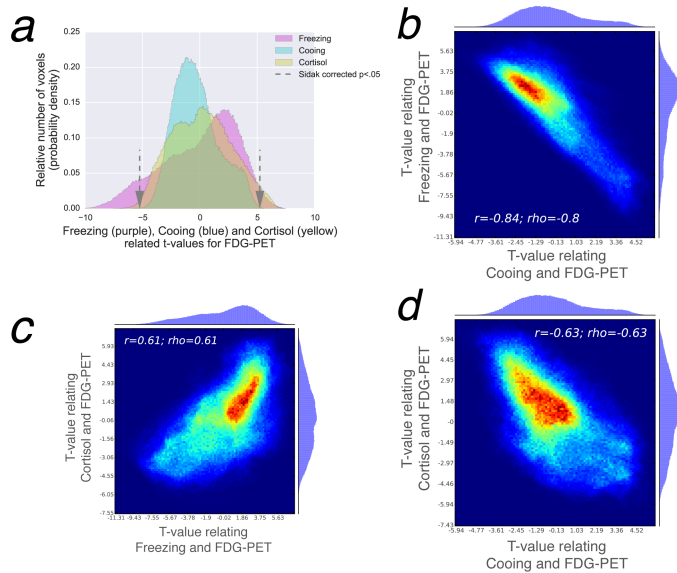 a
0.25
0.20
0.15
0.10
0.05
0.00
−10
−5
0
5
10
Relative number of voxels
(probability density)
Freezing
Cooing
Cortisol
Sidak corrected p<.05
Freezing (purple), Cooing (blue) and Cortisol (yellow)
related t-values for FDG-PET
b
5.63
3.75
1.86
-0.02
-1.9
-3.78
-5.67
-7.55
-9.43
-11.31
T-value relating
Freezing and FDG-PET
r=-0.84; rho=-0.8
-5.94 -4.77 -3.61 -2.45 -1.29 -0.13 1.03 2.19 3.36 4.52
T-value relating
Cooing and FDG-PET
c
5.93
4.43
2.93
1.44
-0.06
-1.56
-3.06
-4.55
-6.05
-7.55
T-value relating
Cortisol and FDG-PET
r=0.61; rho=0.61
-11.31 -9.43 -7.55 -5.67 -3.78 -1.9 -0.02 1.86 3.75 5.63
T-value relating
Freezing and FDG-PET
d
5.93
4.45
2.97
1.48
-0
-1.49
-2.97
-4.46
-5.94
-7.43
T-value relating
Cortisol and FDG-PET
r=-0.63; rho=-0.63
-5.94 -4.77 -3.61 -2.45 -1.29 -0.13 1.03 2.19 3.36 4.52
T-value relating
Cooing and FDG-PET